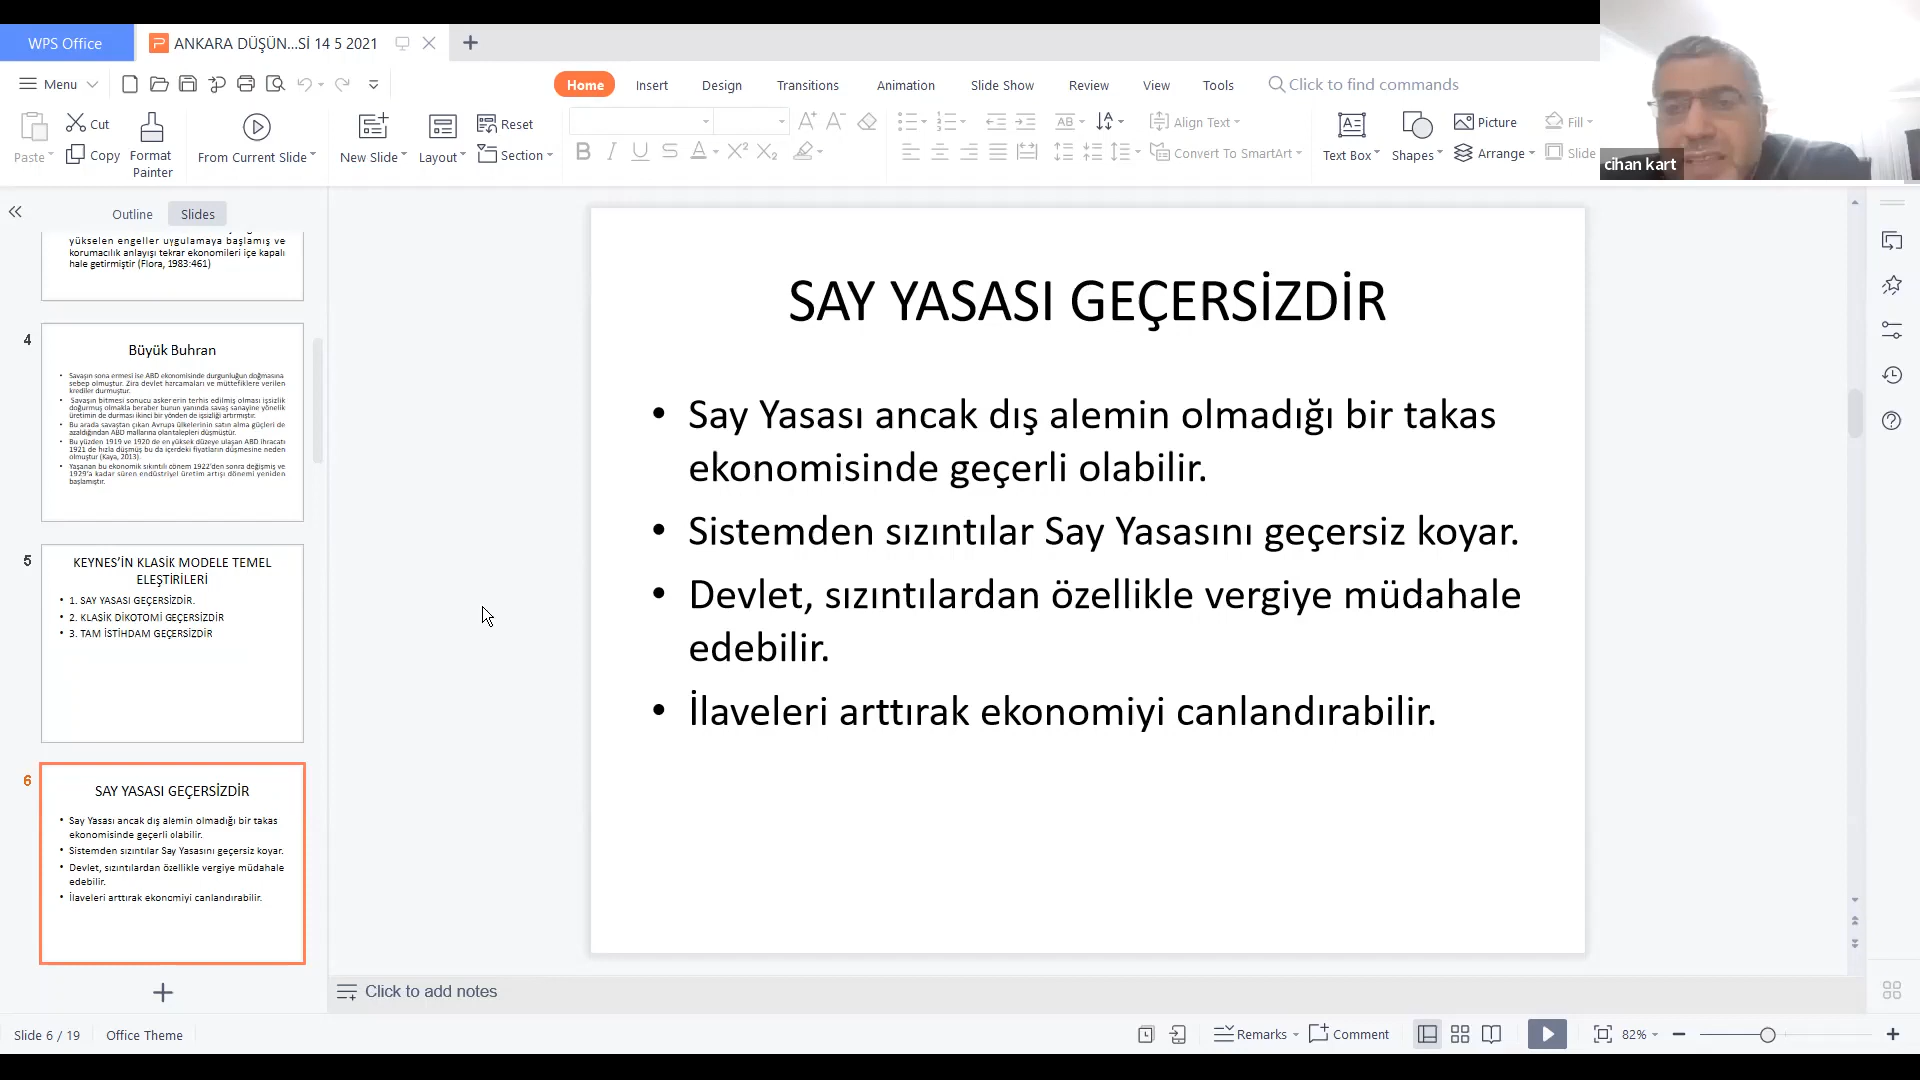 WPS Office
ANKARA DÜŞÜN...Sİ 14 5 2021
Menu
Home
Insert
Design
Transitions
Animation
Slide Show
Review
View
Tools
Click to find commands
Paste
Cut
Copy
Format
Painter
From Current Slide
New Slide
Layout
Reset
Section
Align Text
Convert To SmartArt
Text Box
Shapes
Picture
Arrange
Fill
Slide
cihan kart
Outline
Slides
yükselen engeller uygulamaya başlamış ve
korumacılık anlayışı tekrar ekonomileri içe kapalı
hale getirmiştir (Flora, 1983:461)
4
Büyük Buhran
• Savaşın sona ermesi ise ABD ekonomisinde durgunluğun doğmasına
sebep olmuştur. Zira devlet harcamaları ve müttefiklere verilen
krediler durmuştur.
• Savaşın bitmesi sonucu askerlerin terhis edilmiş olması işsizlik
doğurmuş olmakla beraber bunun yanında savaş sanayine yönelik
üretimin de durması ikinci bir yönden de işsizliği artırmıştır.
• Bu arada savaştan çıkan Avrupa ülkelerinin satın alma güçleri de
azaldığından ABD mallarına olan talepleri düşmüştür.
• Bu yüzden 1919 ve 1920 de en yüksek düzeye ulaşan ABD ihracatı
1921 de hızla düşmüş bu da içerdeki fiyatların düşmesine neden
olmuştur (Kaya, 2013).
• Yaşanan bu ekonomik sıkıntılı dönem 1922'den sonra değişmiş ve
1929'a kadar süren endüstriyel üretim artışı dönemi yeniden
başlamıştır.
5
KEYNES'İN KLASİK MODELE TEMEL
ELEŞTİRİLERİ
• 1. SAY YASASI GEÇERSİZDİR.
• 2. KLASİK DİKOTOMİ GEÇERSİZDİR
• 3. TAM İSTİHDAM GEÇERSİZDİR
6
SAY YASASI GEÇERSİZDİR
• Say Yasası ancak dış alemin olmadığı bir takas
ekonomisinde geçerli olabilir.
• Sistemden sızıntılar Say Yasasını geçersiz koyar.
• Devlet, sızıntılardan özellikle vergiye müdahale
edebilir.
• İlaveleri arttırak ekonomiyi canlandırabilir.
SAY YASASI GEÇERSİZDİR
• Say Yasası ancak dış alemin olmadığı bir takas
ekonomisinde geçerli olabilir.
• Sistemden sızıntılar Say Yasasını geçersiz koyar.
• Devlet, sızıntılardan özellikle vergiye müdahale
edebilir.
• İlaveleri arttırak ekonomiyi canlandırabilir.
Click to add notes
Slide 6 / 19
Office Theme
Remarks
Comment
82%